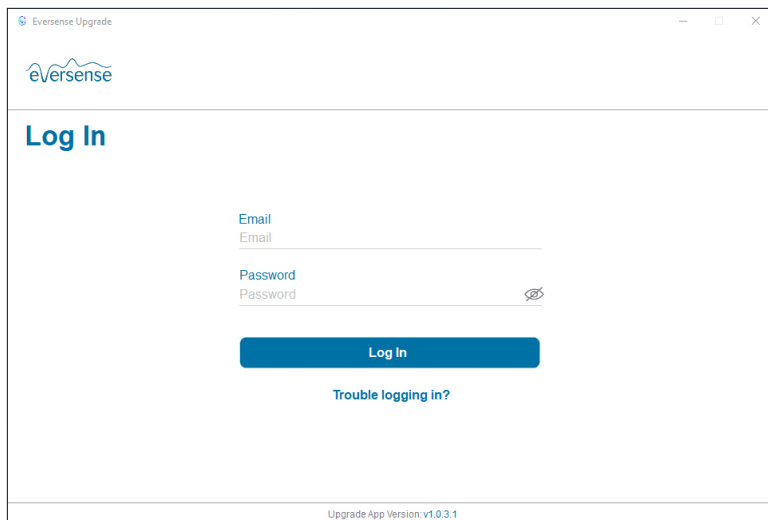 Eversense Upgrade
eversense
Log In
Email
Email
Password
Password
Log In
Trouble logging in?
Upgrade App Version: v1.0.3.1